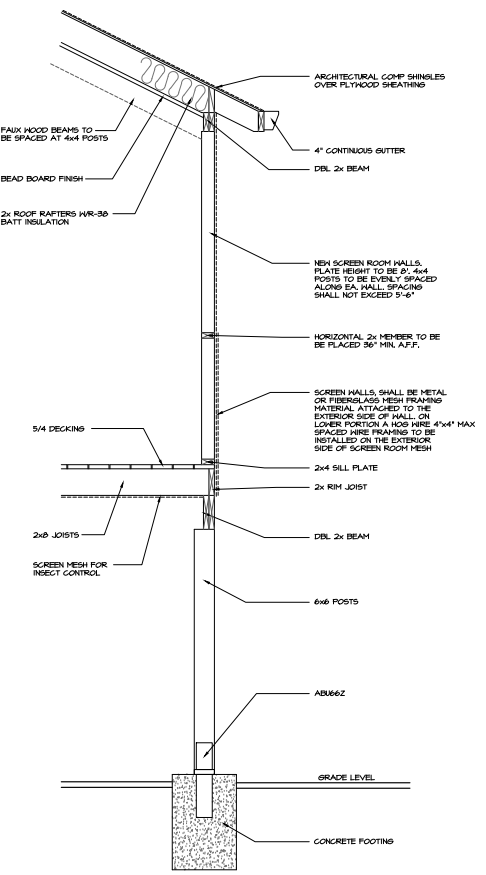 ARCHITECTURAL COMP SHINGLES
OVER PLYWOOD SHEATHING
FAUX WOOD BEAMS TO
BE SPACED AT 4x4 POSTS
4" CONTINUOUS GUTTER
DBL 2x BEAM
BEAD BOARD FINISH
2x ROOF RAFTERS W/R-38
BATT INSULATION
NEW SCREEN ROOM WALLS.
PLATE HEIGHT TO BE 8'. 4x4
POSTS TO BE EVENLY SPACED
ALONG EA. WALL. SPACING
SHALL NOT EXCEED 5'-6"
HORIZONTAL 2x MEMBER TO BE
BE PLACED 36" MIN. A.F.F.
SCREEN WALLS, SHALL BE METAL
OR FIBERGLASS MESH FRAMING
MATERIAL ATTACHED TO THE
EXTERIOR SIDE OF WALL. ON
LOWER PORTION A HOG WIRE 4"x4" MAX
SPACED WIRE FRAMING TO BE
INSTALLED ON THE EXTERIOR
SIDE OF SCREEN ROOM MESH
5/4 DECKING
2x4 SILL PLATE
2x RIM JOIST
2x8 JOISTS
DBL 2x BEAM
SCREEN MESH FOR
INSECT CONTROL
6x6 POSTS
ABU66Z
GRADE LEVEL
CONCRETE FOOTING